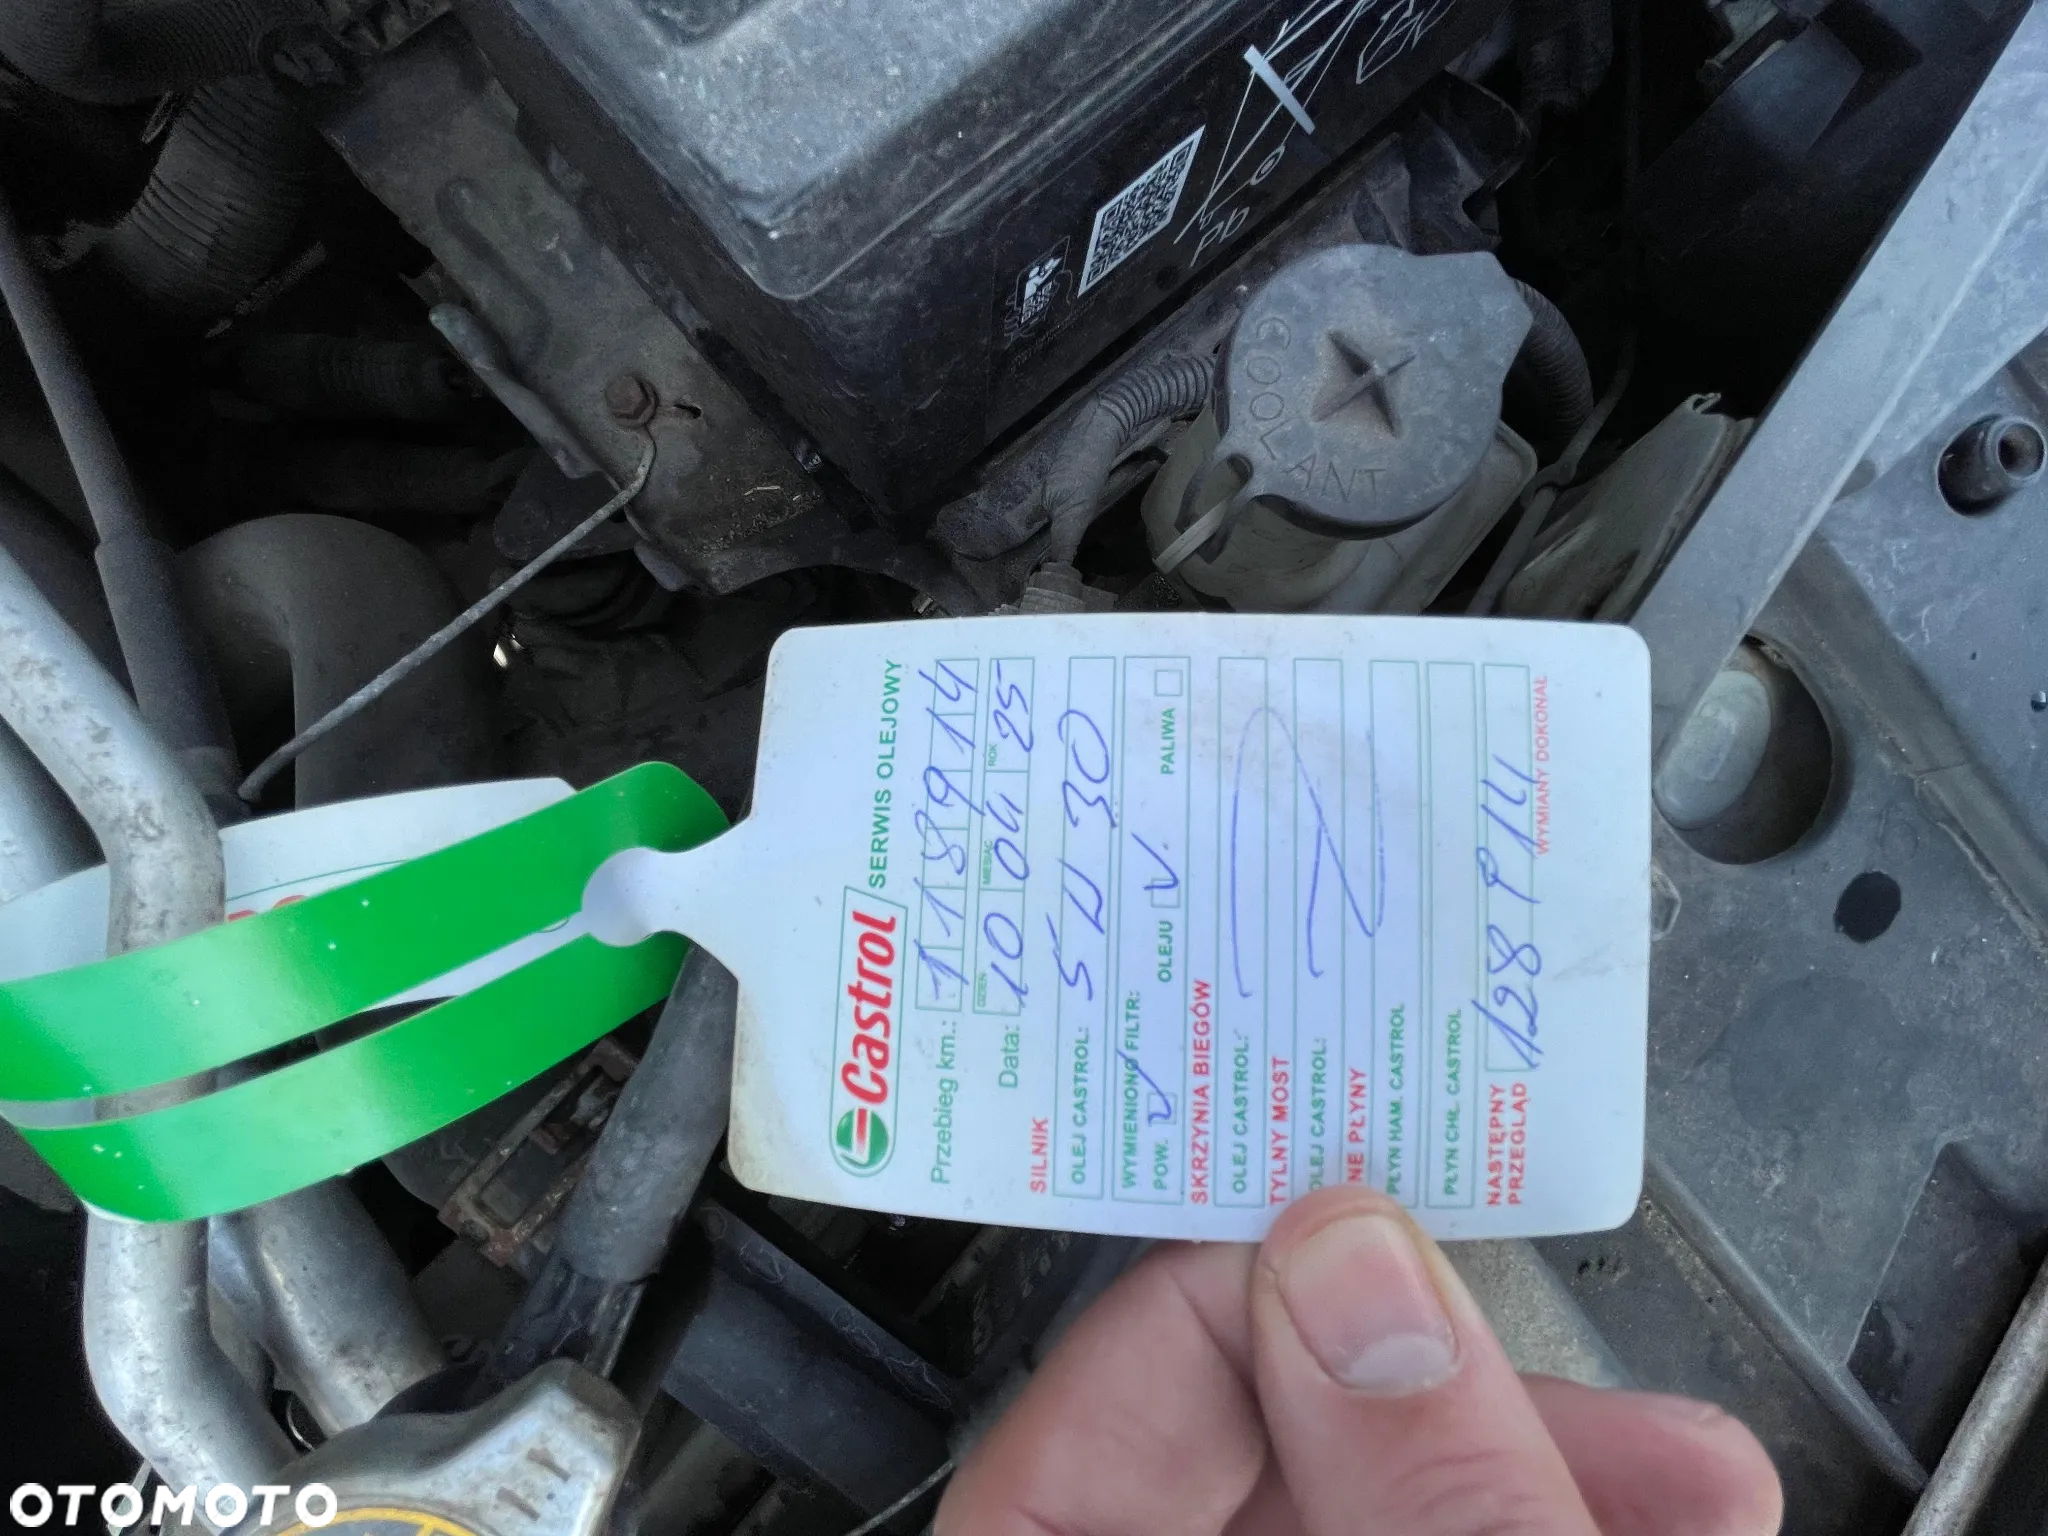 Castrol SERWIS OLEJOWY
Przebieg km.: 118914
DZIEŃ MIESIĄC ROK
Data: 10 04 25
SILNIK
OLEJ CASTROL: 5W30
WYMIENIONO FILTR:
POW. V OLEJU V PALIWA
SKRZYNIA BIEGÓW
OLEJ CASTROL:
TYLNY MOST
OLEJ CASTROL:
NE PŁYNY
PŁYN HAM. CASTROL
PŁYN CHŁ. CASTROL
NASTĘPNY
PRZEGLĄD 128914
WYMIANY DOKONAŁ
COOLANT
Pb
OTOMOTO